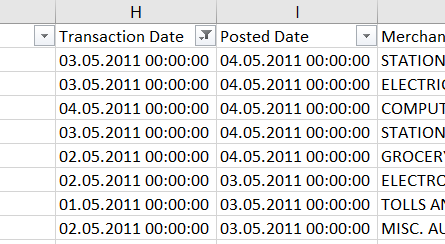 H I
Transaction Date Posted Date Merchan
03.05.2011 00:00:00 04.05.2011 00:00:00 STATION
03.05.2011 00:00:00 04.05.2011 00:00:00 ELECTRIC
04.05.2011 00:00:00 04.05.2011 00:00:00 COMPUT
03.05.2011 00:00:00 04.05.2011 00:00:00 STATION
02.05.2011 00:00:00 04.05.2011 00:00:00 GROCERY
02.05.2011 00:00:00 03.05.2011 00:00:00 ELECTRO
01.05.2011 00:00:00 03.05.2011 00:00:00 TOLLS AN
02.05.2011 00:00:00 03.05.2011 00:00:00 MISC. AU